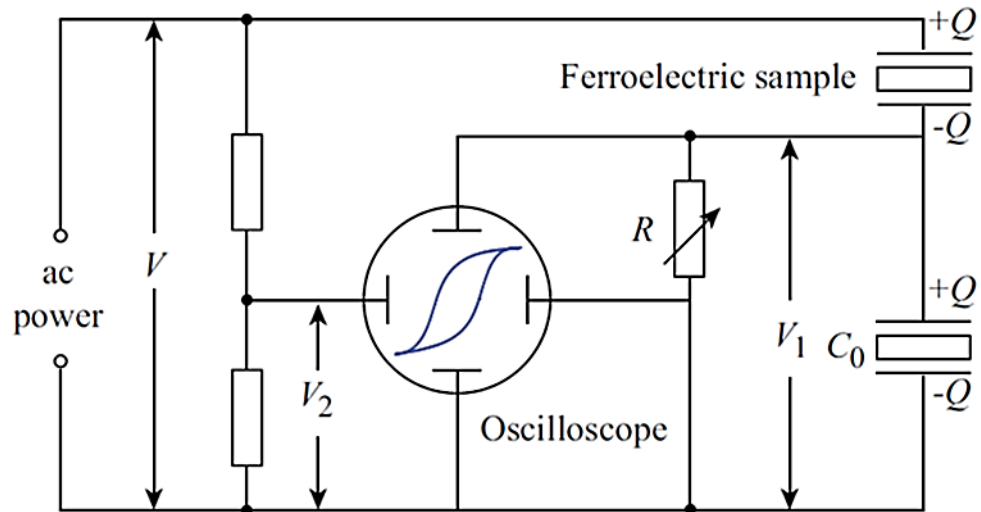 +Q
Ferroelectric sample
-Q
R
ac
power
V
+Q
V1
C0
V2
-Q
Oscilloscope